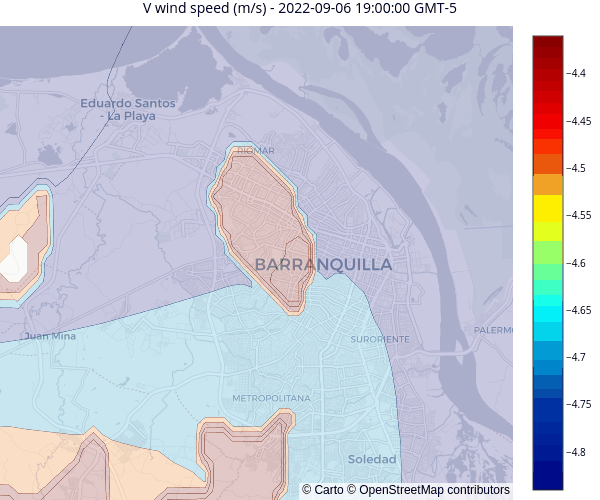 V wind speed (m/s) - 2022-09-06 19:00:00 GMT-5
Eduardo Santos
- La Playa
RIOMAR
BARRANQUILLA
Juan Mina
SURORIENTE
PALERMO
METROPOLITANA
Soledad
© Carto © OpenStreetMap contributors
−4.4
−4.45
−4.5
−4.55
−4.6
−4.65
−4.7
−4.75
−4.8